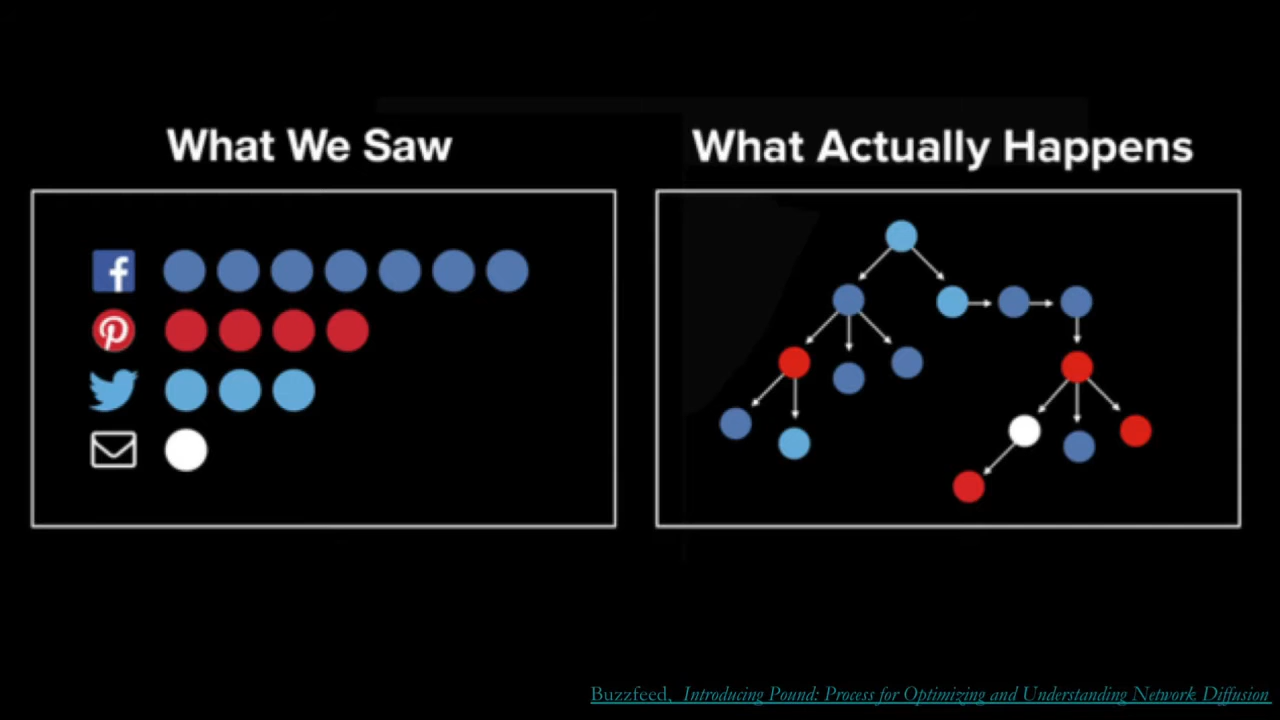 What We Saw
What Actually Happens
Buzzfeed, Introducing Pound: Process for Optimizing and Understanding Network Diffusion